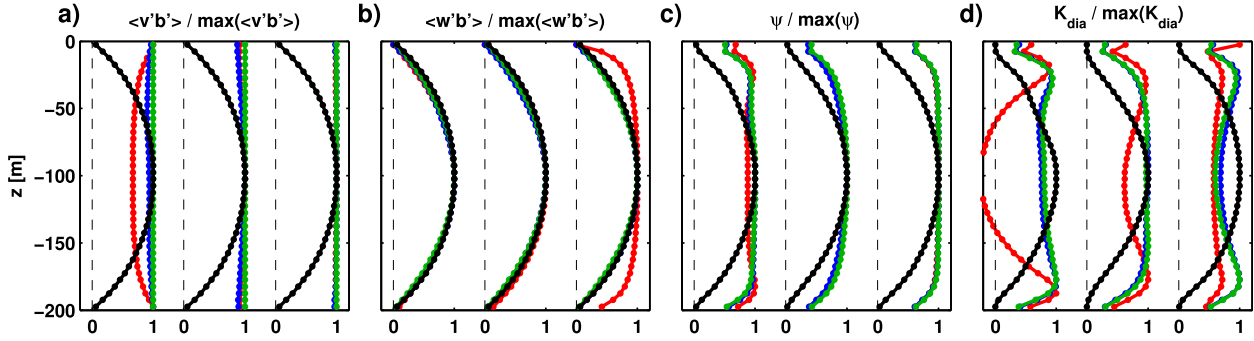 a) <v'b'> / max(<v'b'>) b) <w'b'> / max(<w'b'>) c) ψ / max(ψ) d) K_dia / max(K_dia)
0
−50
−100
−150
−200
z [m]
0 1 0 1 0 1 0 1 0 1 0 1 0 1 0 1 0 1 0 1 0 1 0 1